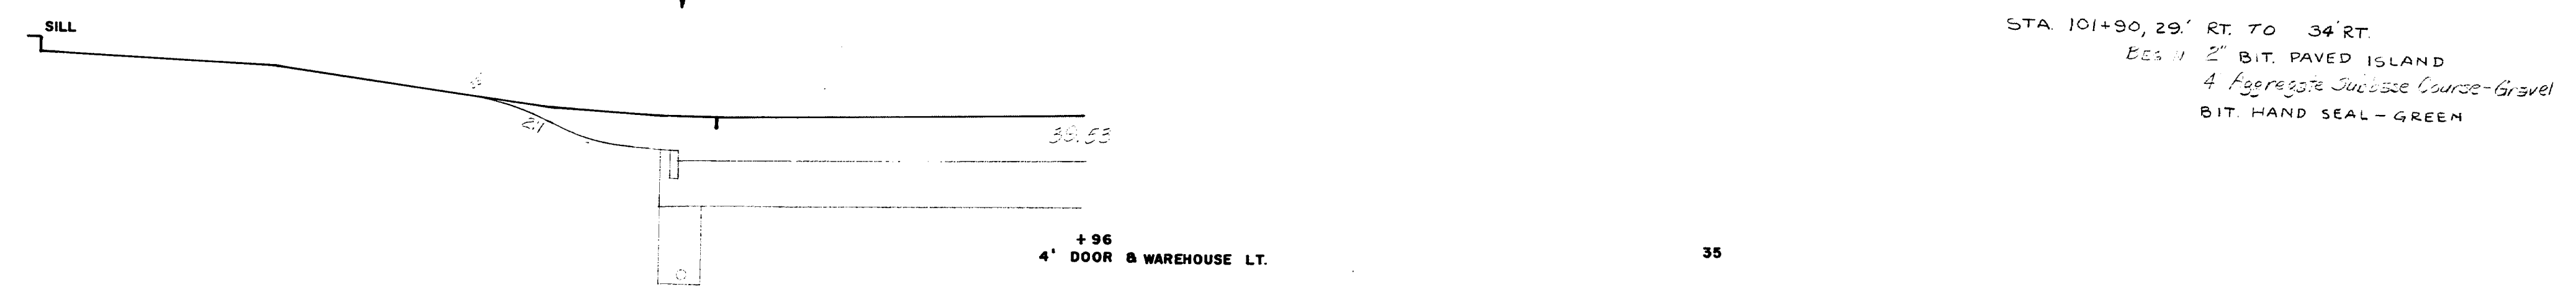 SILL
STA. 101+90, 29.' RT. TO 34' RT.
BEGIN 2" BIT. PAVED ISLAND
4 Aggregate Subbase Course-Gravel
BIT. HAND SEAL - GREEN
2:1
38.53
+ 96
4' DOOR & WAREHOUSE LT.
35